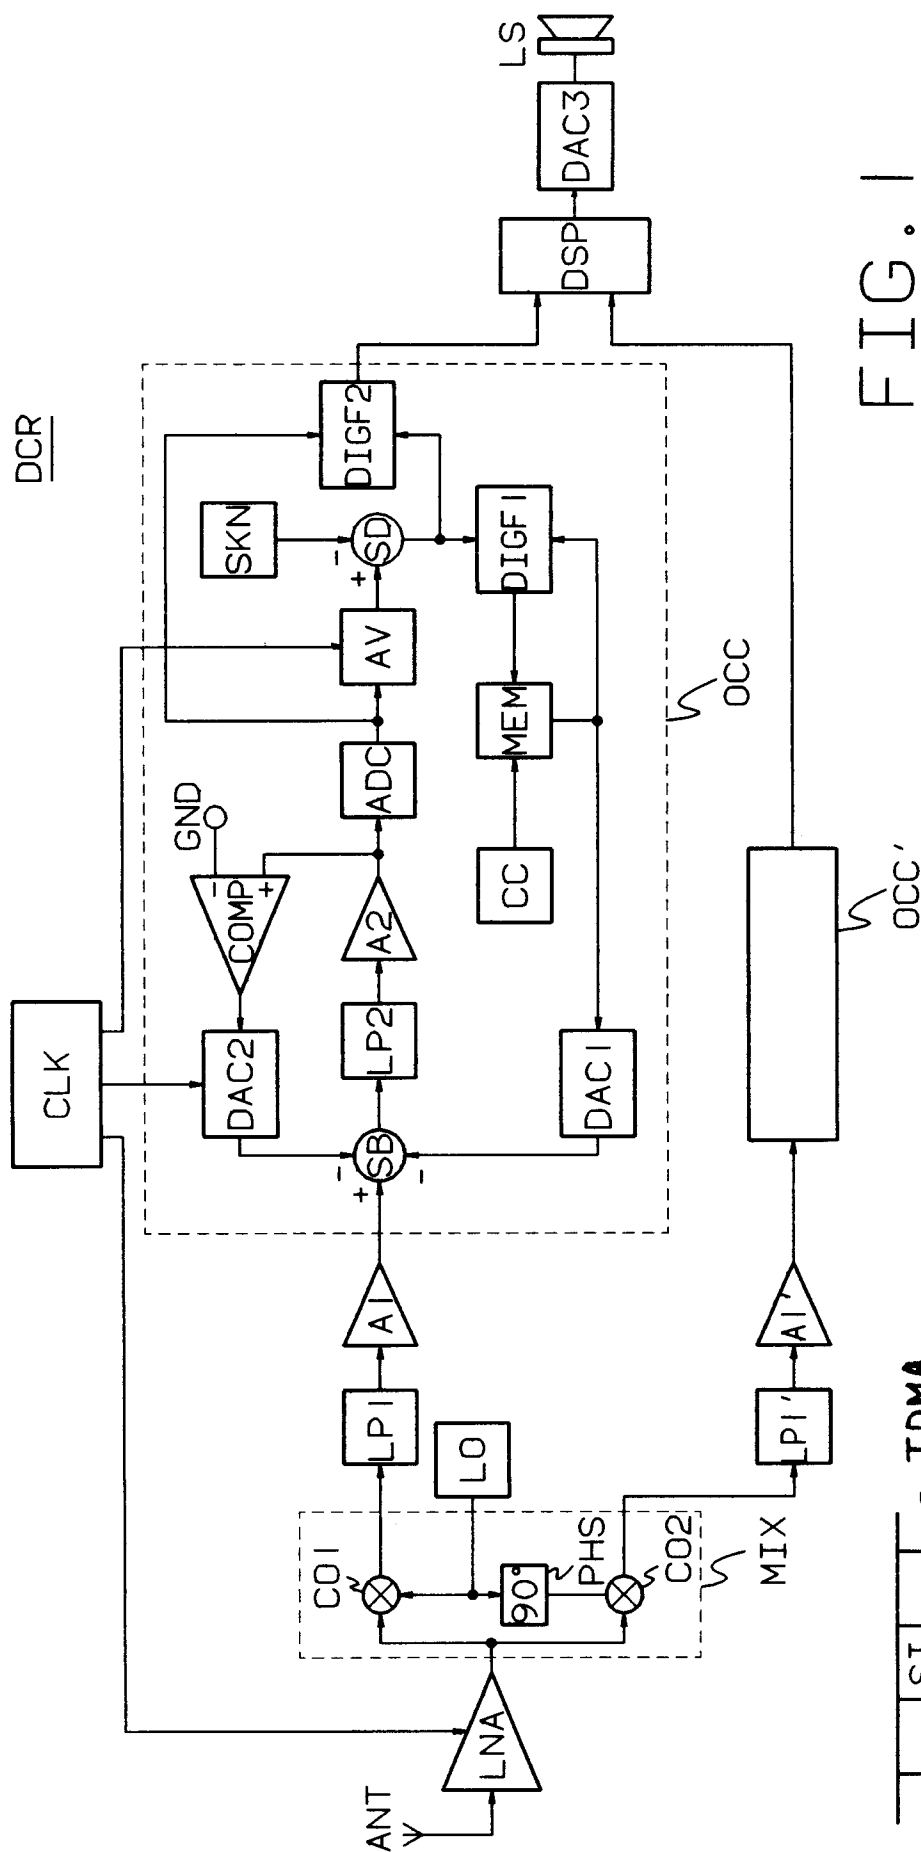 DCR
CLK
GND
-
+
COMP
DAC2
SKN
DIGF2
-
+
SD
AV
ADC
A2
LP2
-
+
SB
-
DAC1
CC
MEM
DIGF1
OCC
DSP
DAC3
LS
ANT
LNA
CO1
90°
PHS
CO2
MIX
LO
LP1
A1
LP1'
A1'
OCC'
FIG. 1
TDMA
SI